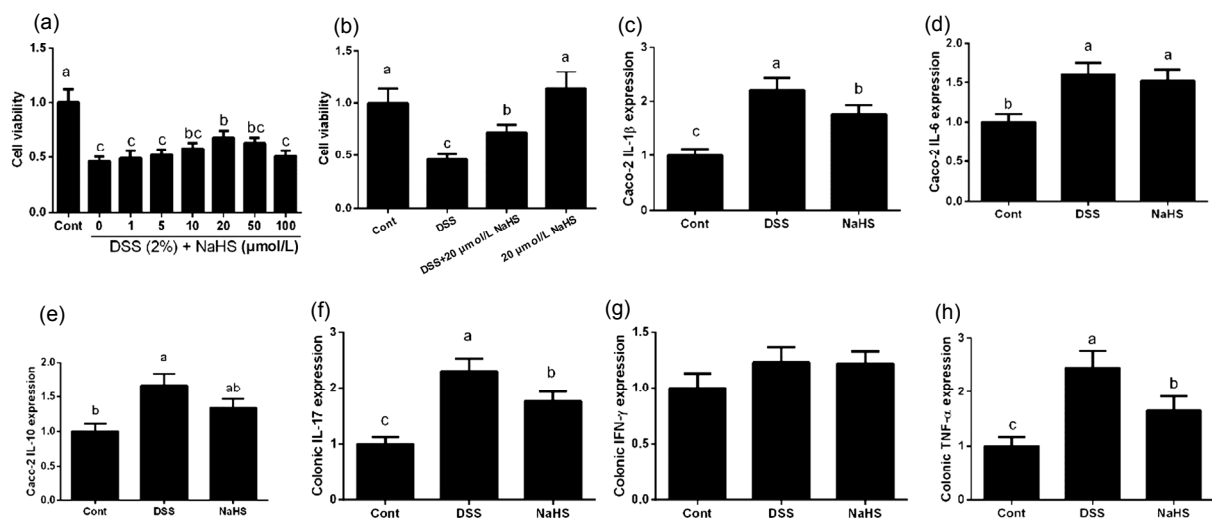 (a)
Cell viability
1.5
1.0
0.5
0.0
a
c
c
c
bc
b
bc
c
Cont
0
1
5
10
20
50
100
DSS (2%) + NaHS (µmol/L)
(b)
Cell viability
1.5
1.0
0.5
0.0
a
c
b
a
Cont
DSS
DSS+20 µmol/L NaHS
20 µmol/L NaHS
(c)
Caco-2 IL-1β expression
3
2
1
0
c
a
b
Cont
DSS
NaHS
(d)
Caco-2 IL-6 expression
2.0
1.5
1.0
0.5
0.0
b
a
a
Cont
DSS
NaHS
(e)
Caco-2 IL-10 expression
2.0
1.5
1.0
0.5
0.0
b
a
ab
Cont
DSS
NaHS
(f)
Colonic IL-17 expression
3
2
1
0
c
a
b
Cont
DSS
NaHS
(g)
Colonic IFN-γ expression
1.5
1.0
0.5
0.0
Cont
DSS
NaHS
(h)
Colonic TNF-α expression
3
2
1
0
c
a
b
Cont
DSS
NaHS